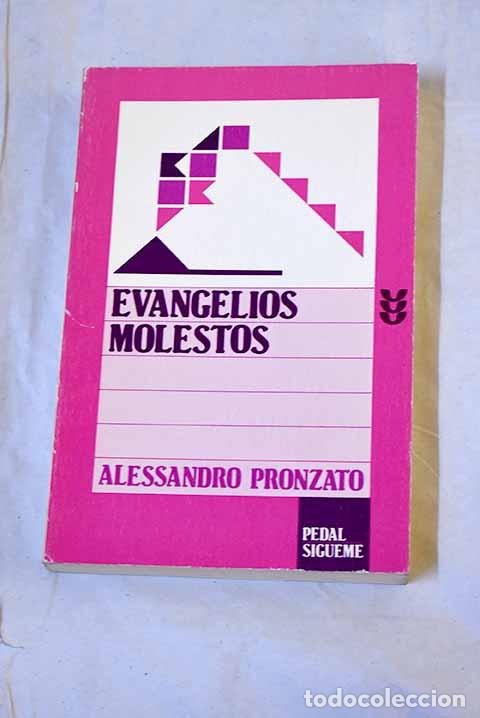 EVANGELIOS
MOLESTOS
ALESSANDRO PRONZATO
PEDAL
SIGUEME
todocoleccion